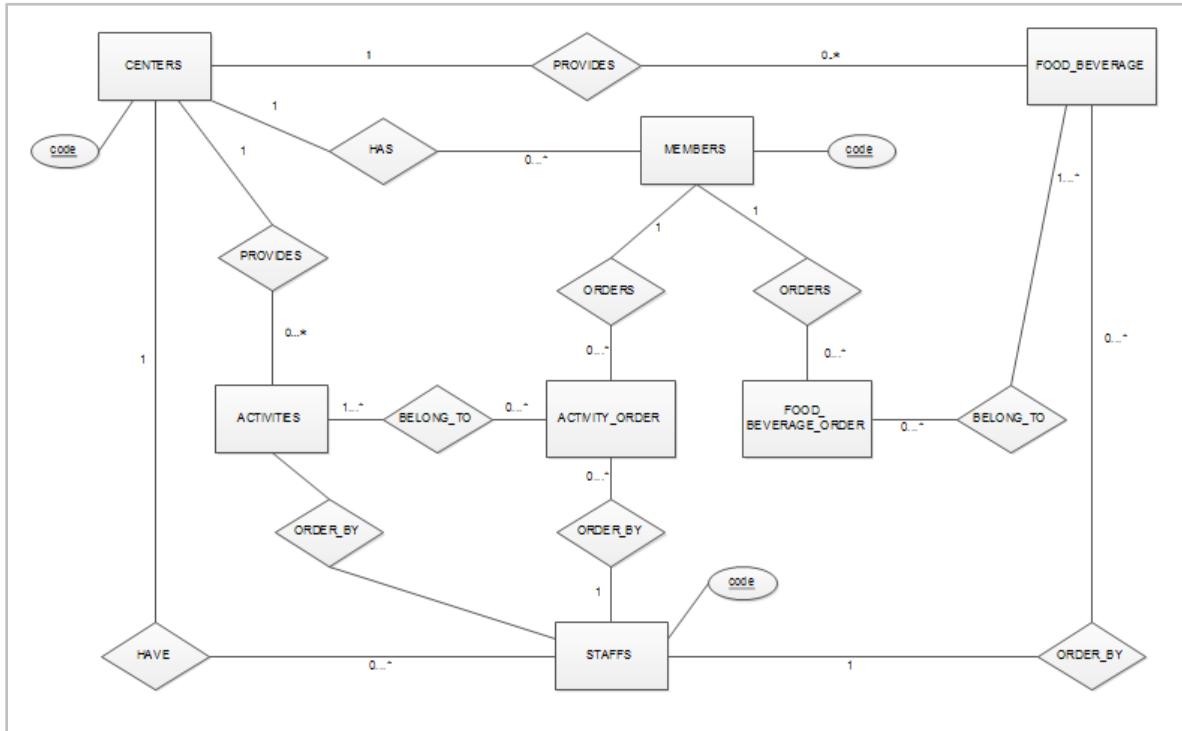 CENTERS
1
PROVIDES
0..*
FOOD_BEVERAGE
code
1
HAS
0...*
MEMBERS
code
1
PROVIDES
0...*
1
1
ORDERS
ORDERS
1...*
0...*
0...*
0...*
1
ACTIVITIES
1...*
BELONG_TO
0...*
ACTIVITY_ORDER
FOOD_
BEVERAGE_ORDER
0...*
BELONG_TO
0...*
ORDER_BY
ORDER_BY
1
code
HAVE
0...*
STAFFS
1
ORDER_BY